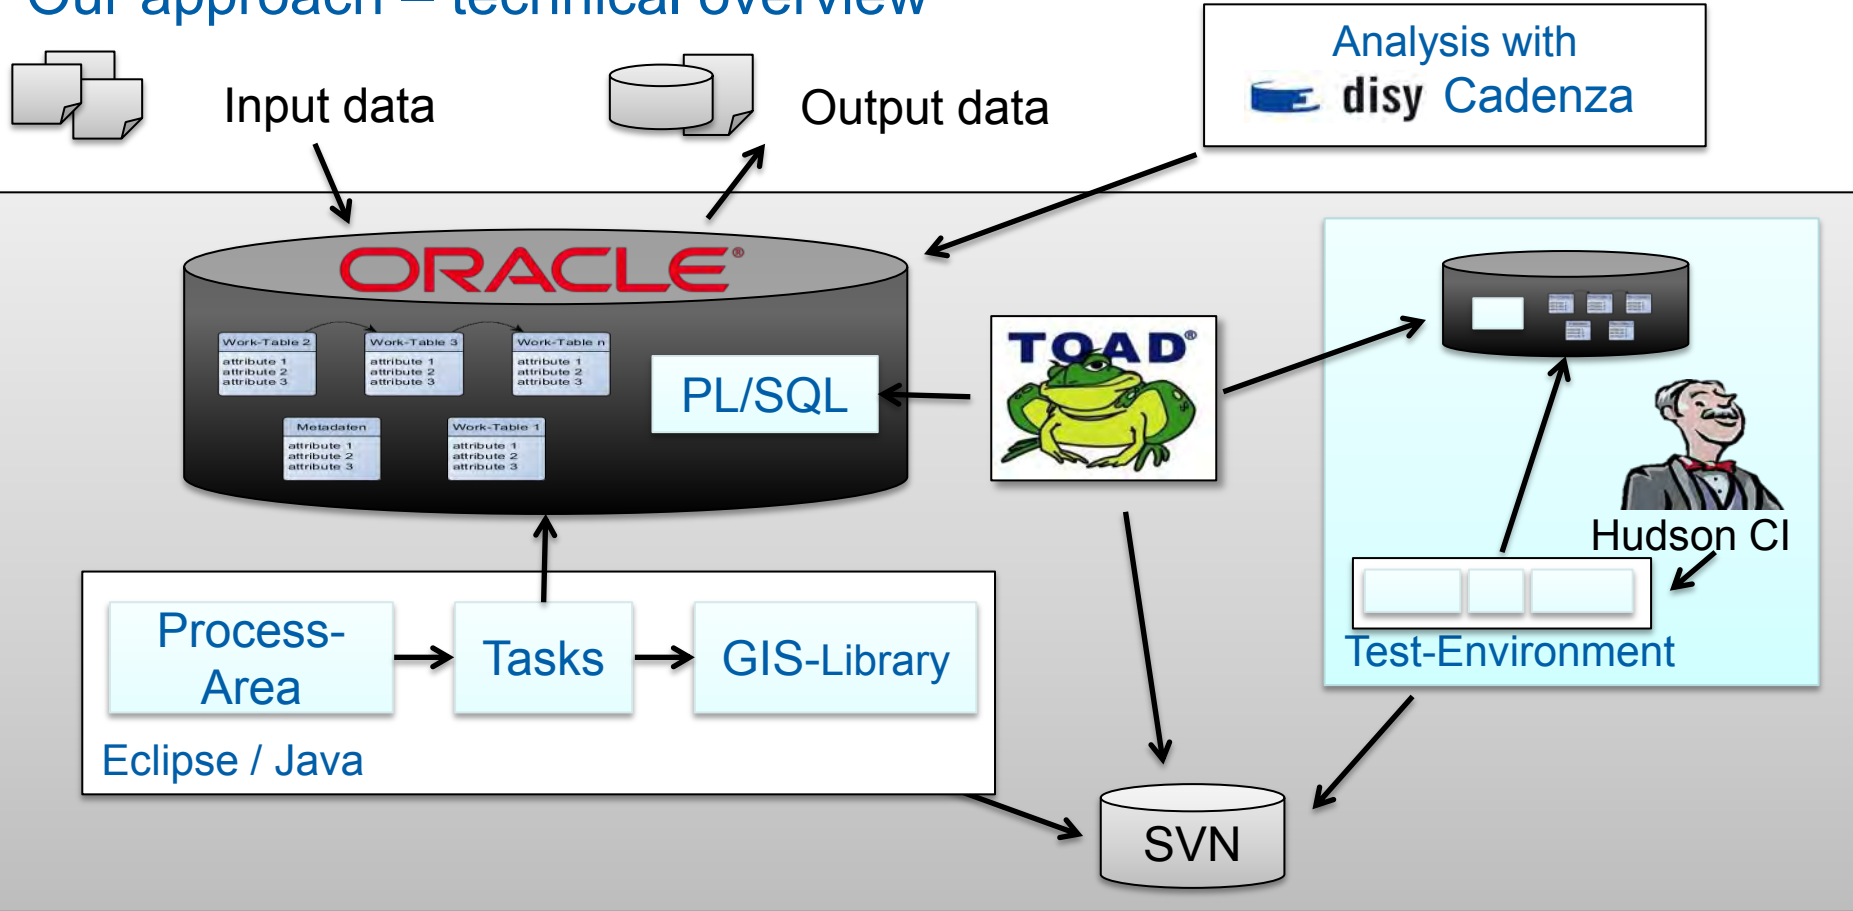 Our approach – technical overview
Input data
Output data
Analysis with
disy Cadenza
ORACLE®
Work-Table 2
attribute 1
attribute 2
attribute 3
Work-Table 3
attribute 1
attribute 2
attribute 3
Work-Table n
attribute 1
attribute 2
attribute 3
Metadaten
attribute 1
attribute 2
attribute 3
Work-Table 1
attribute 1
attribute 2
attribute 3
PL/SQL
TOAD®
Hudson CI
Test-Environment
Process-
Area
Tasks
GIS-Library
Eclipse / Java
SVN